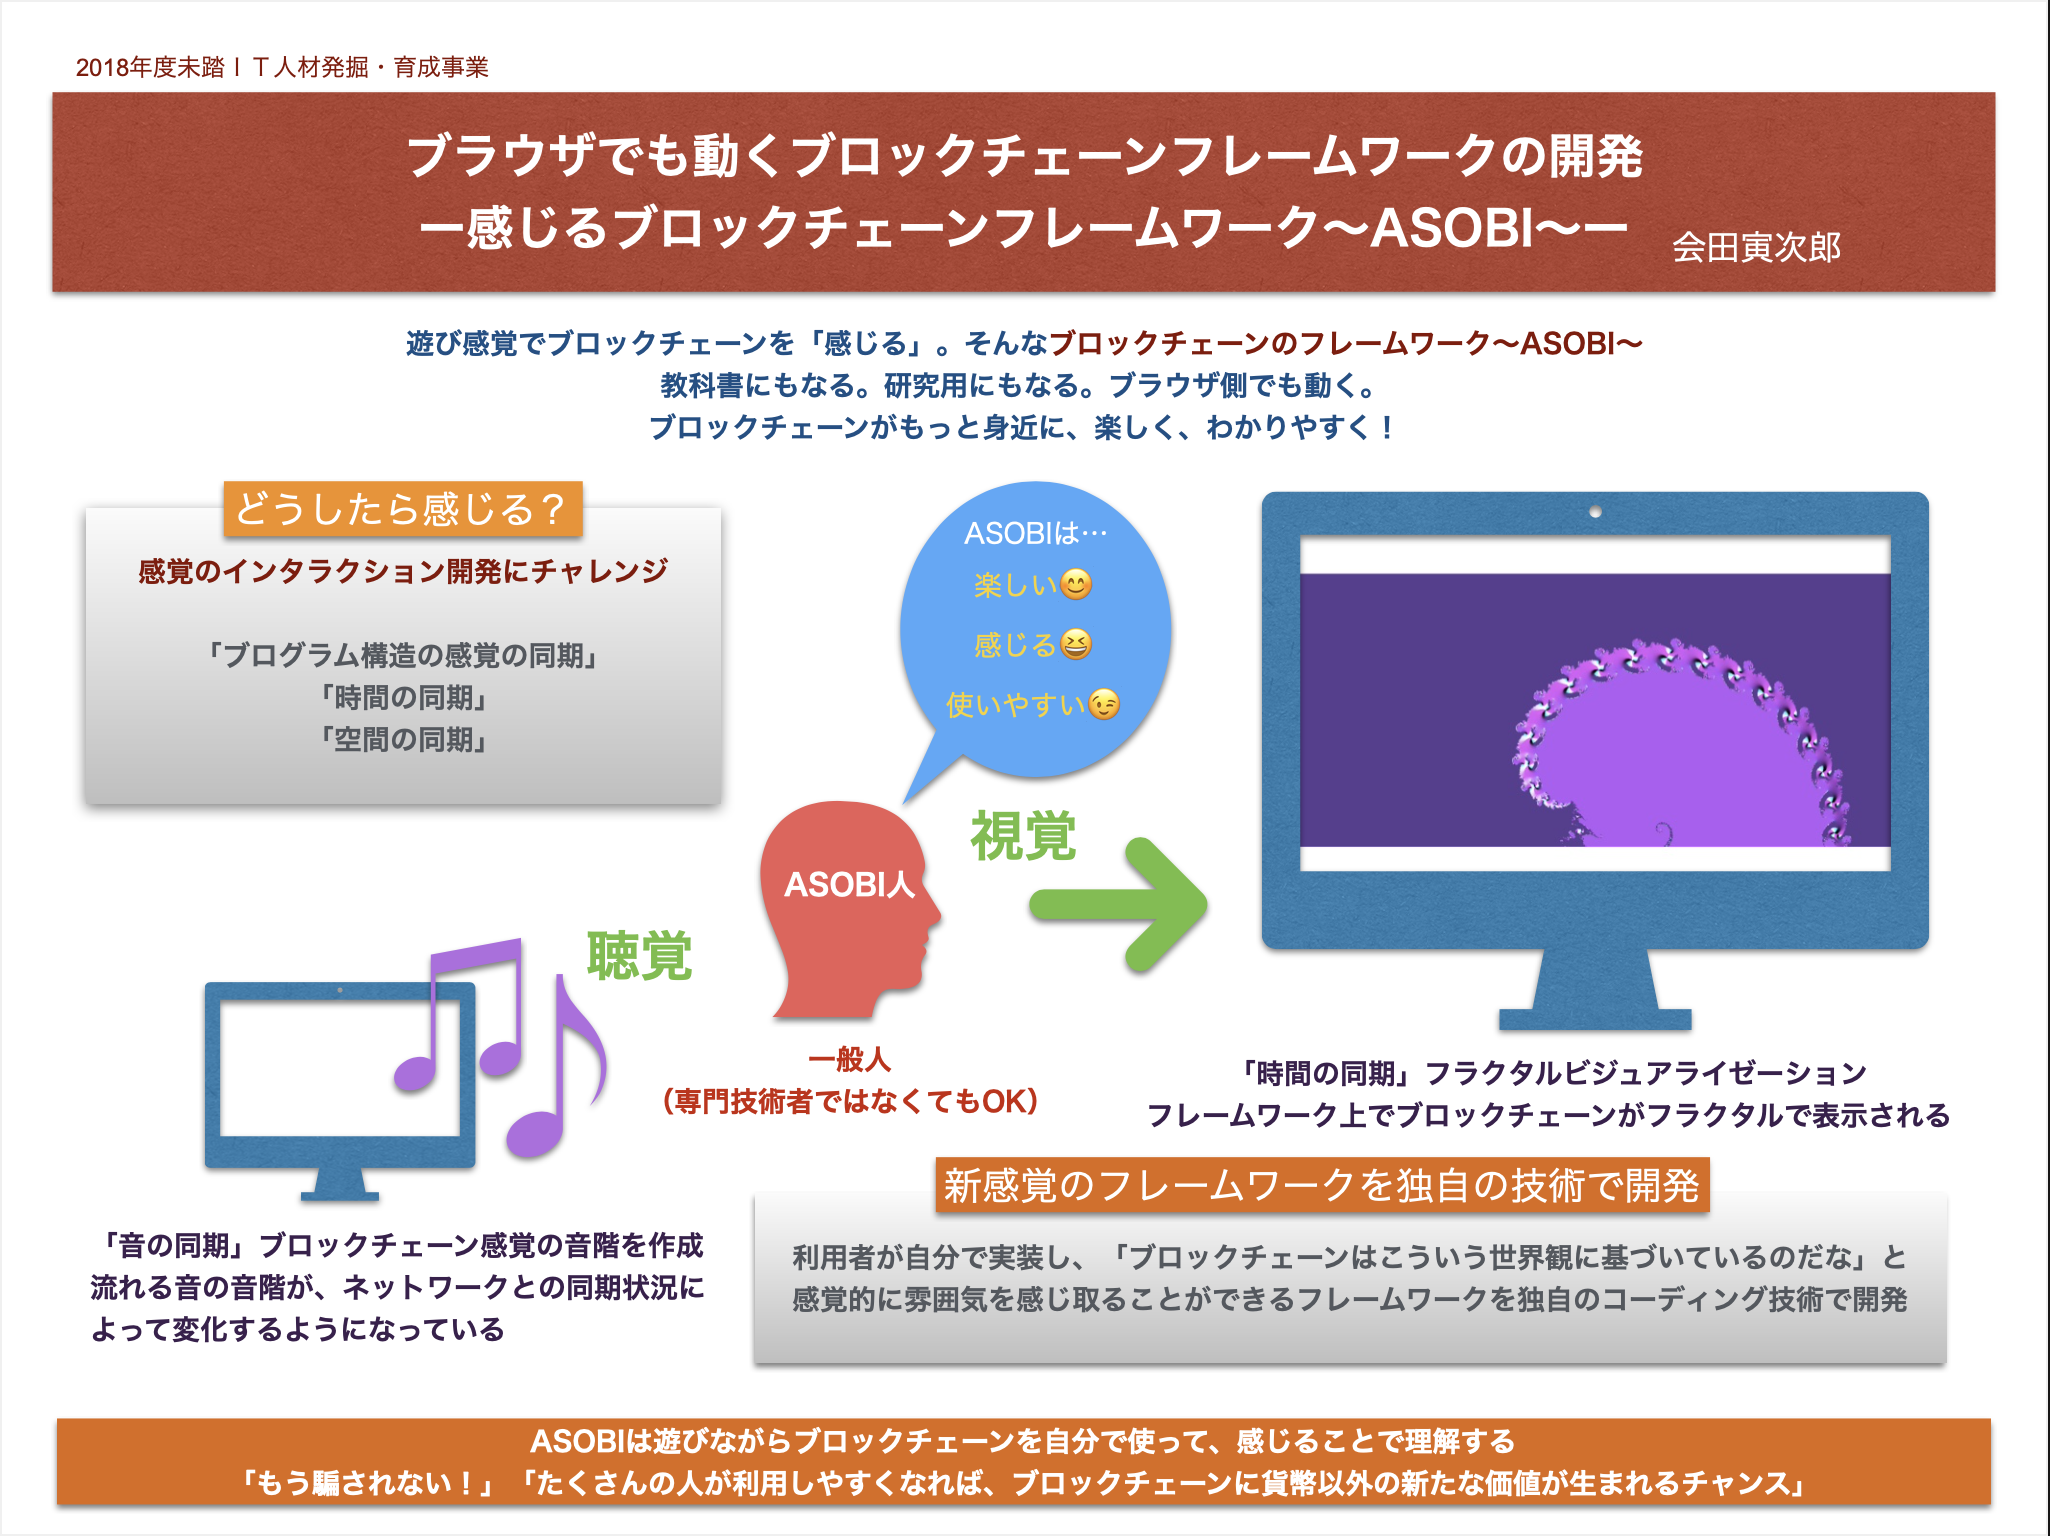 2018年度未踏ＩＴ人材発掘・育成事業
ブラウザでも動くブロックチェーンフレームワークの開発
ー感じるブロックチェーンフレームワーク〜ASOBI〜ー
会田寅次郎
遊び感覚でブロックチェーンを「感じる」。そんなブロックチェーンのフレームワーク〜ASOBI〜
教科書にもなる。研究用にもなる。ブラウザ側でも動く。
ブロックチェーンがもっと身近に、楽しく、わかりやすく！
どうしたら感じる？
感覚のインタラクション開発にチャレンジ
「プログラム構造の感覚の同期」
「時間の同期」
「空間の同期」
ASOBIは…
楽しい😊
感じる😆
使いやすい😉
視覚
ASOBI人
聴覚
一般人
（専門技術者ではなくてもOK）
「時間の同期」フラクタルビジュアライゼーション
フレームワーク上でブロックチェーンがフラクタルで表示される
「音の同期」ブロックチェーン感覚の音階を作成
流れる音の音階が、ネットワークとの同期状況に
よって変化するようになっている
新感覚のフレームワークを独自の技術で開発
利用者が自分で実装し、「ブロックチェーンはこういう世界観に基づいているのだな」と
感覚的に雰囲気を感じ取ることができるフレームワークを独自のコーディング技術で開発
ASOBIは遊びながらブロックチェーンを自分で使って、感じることで理解する
「もう騙されない！」「たくさんの人が利用しやすくなれば、ブロックチェーンに貨幣以外の新たな価値が生まれるチャンス」